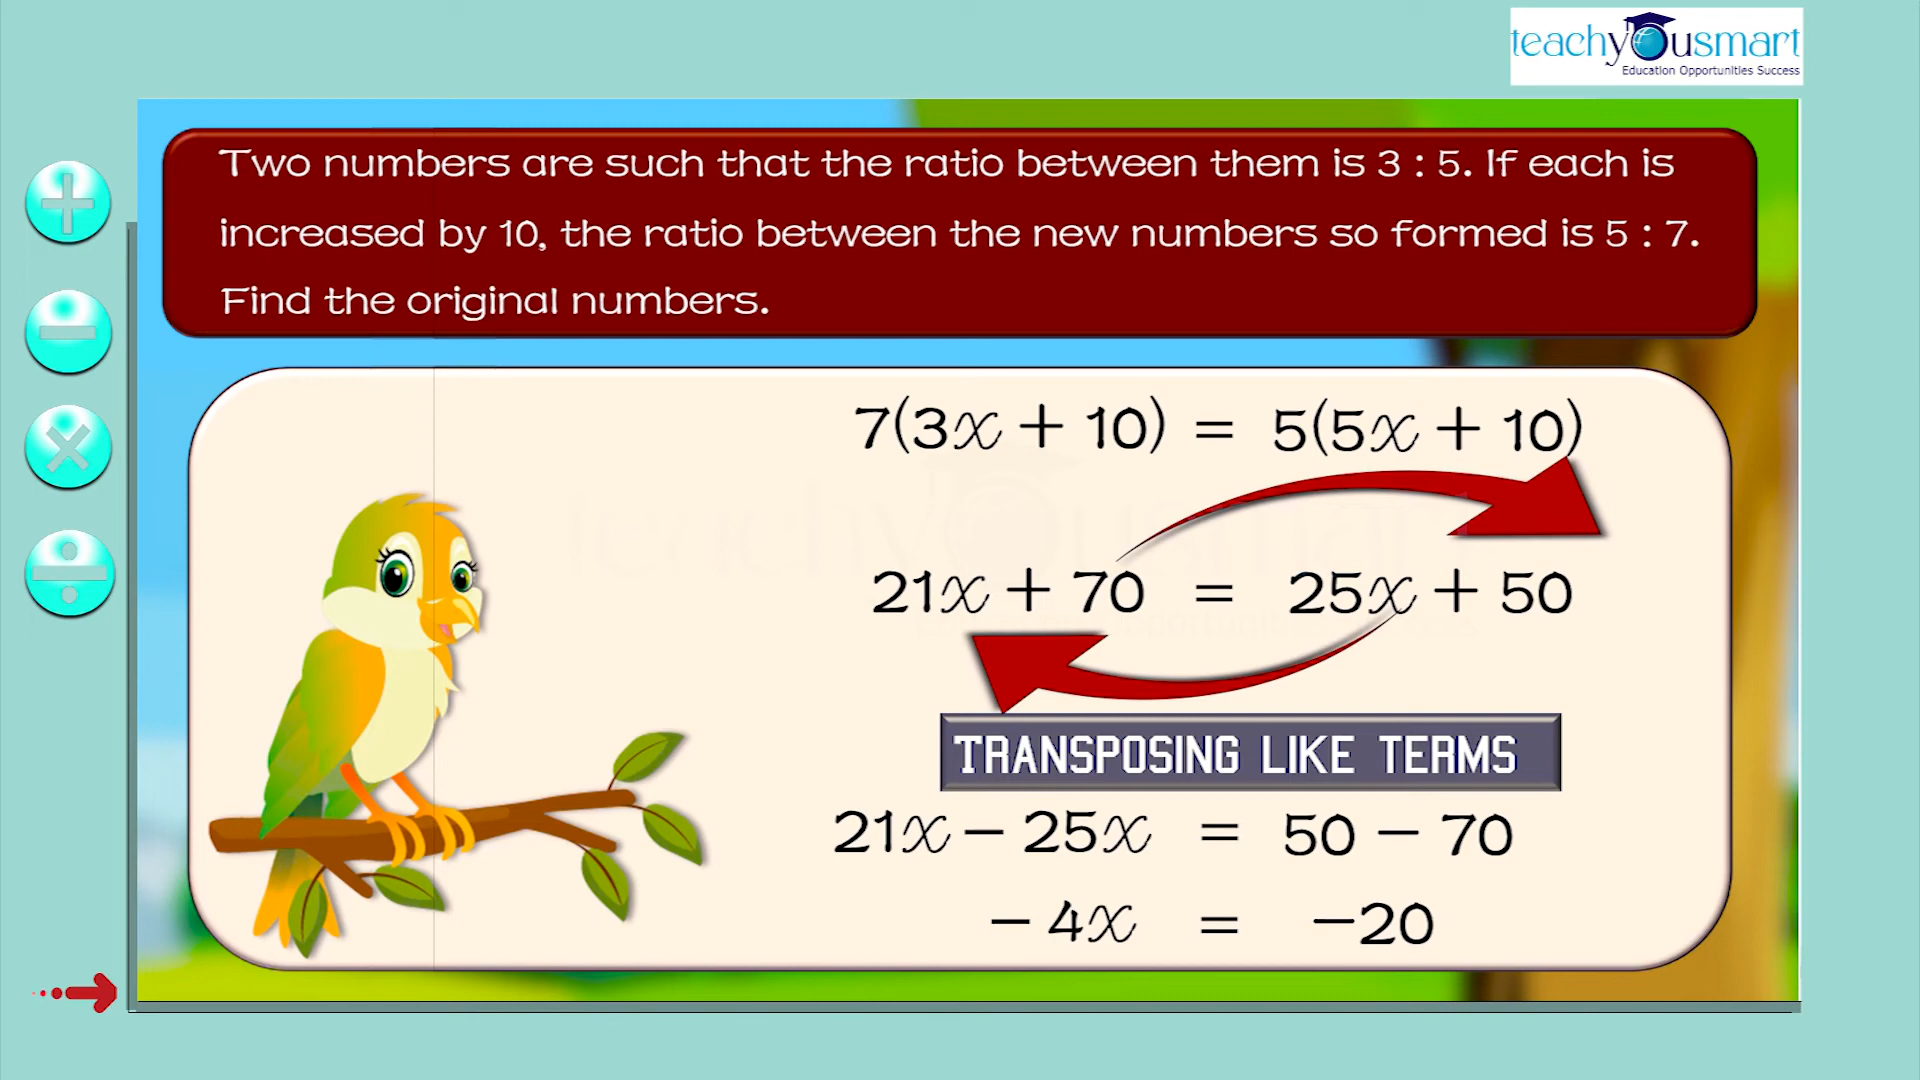 teachyousmart
Education Opportunities Success
Two numbers are such that the ratio between them is 3 : 5. If each is
increased by 10, the ratio between the new numbers so formed is 5 : 7.
Find the original numbers.
7(3x + 10) = 5(5x + 10)
21x + 70 = 25x + 50
TRANSPOSING LIKE TERMS
21x − 25x = 50 − 70
− 4x = −20